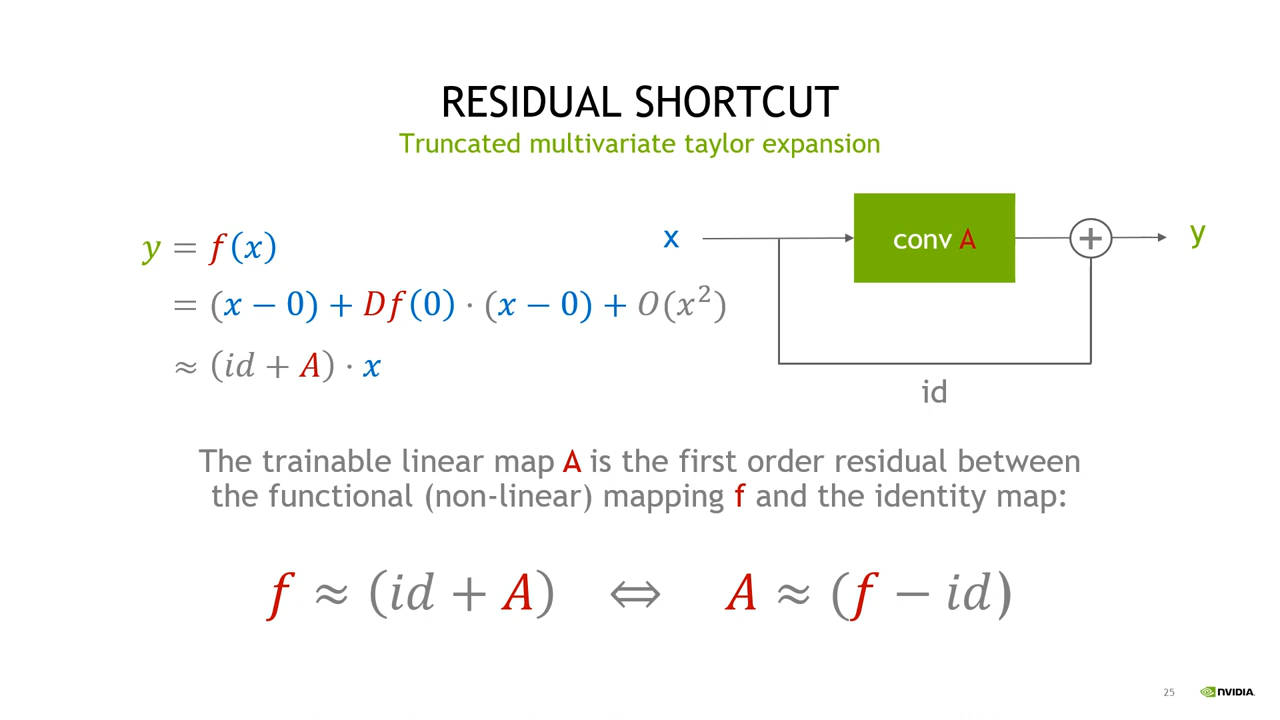 RESIDUAL SHORTCUT
Truncated multivariate taylor expansion
y = f(x)
= (x − 0) + Df(0) · (x − 0) + O(x²)
≈ (id + A) · x
x
conv A
+
y
id
The trainable linear map A is the first order residual between
the functional (non-linear) mapping f and the identity map:
f ≈ (id + A) ⇔ A ≈ (f − id)
25
NVIDIA.